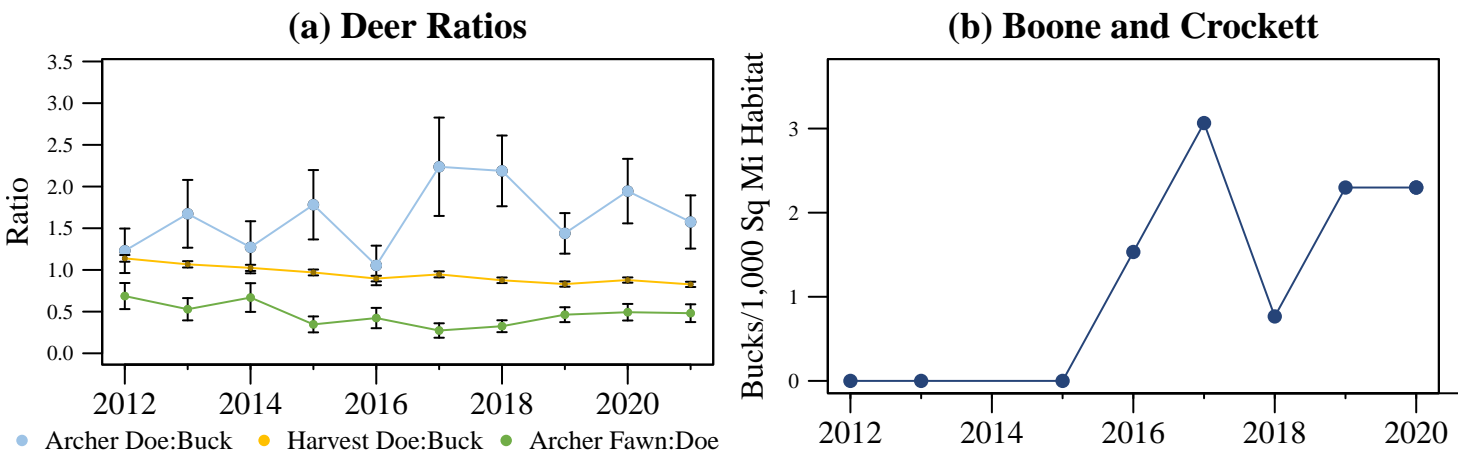 (a) Deer Ratios
Ratio
3.5
3.0
2.5
2.0
1.5
1.0
0.5
0.0
2012 2014 2016 2018 2020
Archer Doe:Buck Harvest Doe:Buck Archer Fawn:Doe
(b) Boone and Crockett
Bucks/1,000 Sq Mi Habitat
3
2
1
0
2012 2014 2016 2018 2020